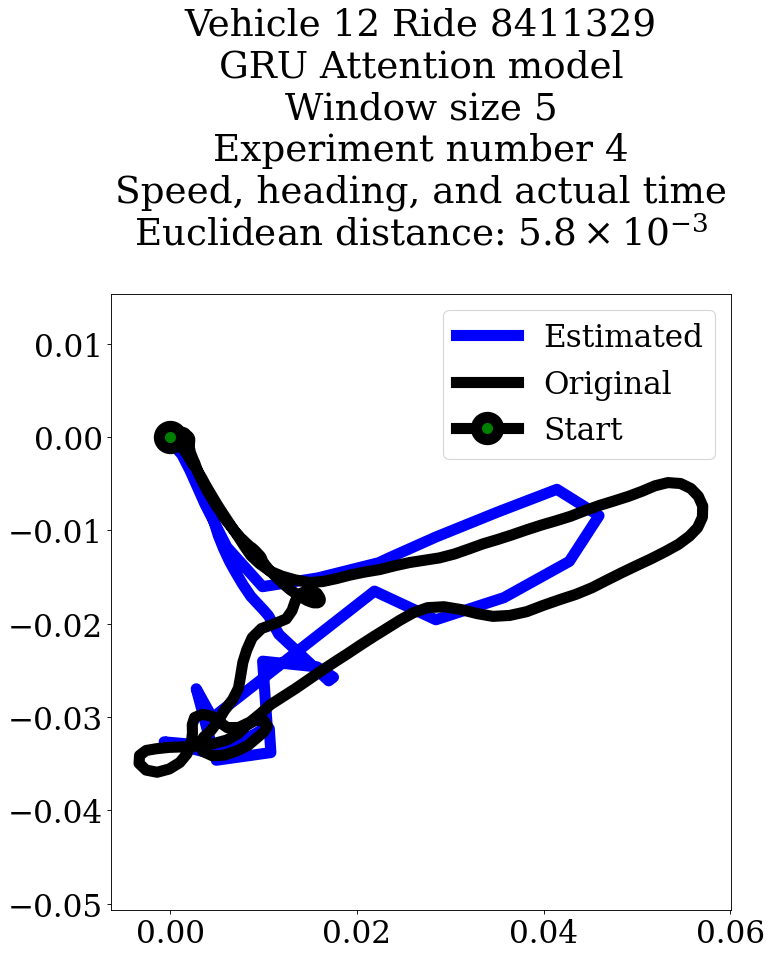 Vehicle 12 Ride 8411329
GRU Attention model
Window size 5
Experiment number 4
Speed, heading, and actual time
Euclidean distance: 5.8 × 10⁻³
Estimated
Original
Start
0.01
0.00
−0.01
−0.02
−0.03
−0.04
−0.05
0.00 0.02 0.04 0.06